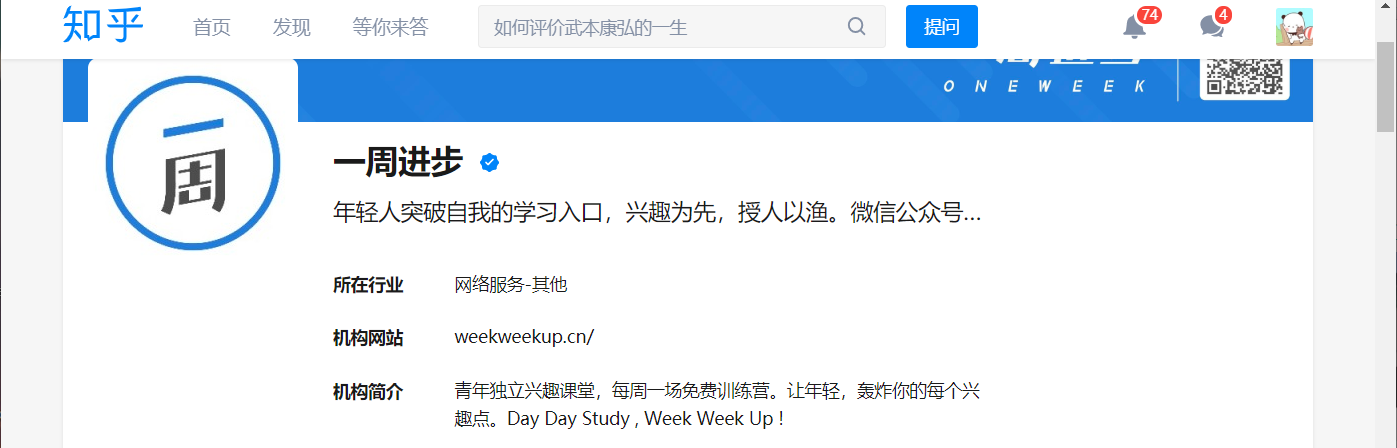 知乎 首页 发现 等你来答 如何评价武本康弘的一生 提问 74 4
ONEWEEK
一周
一周进步
年轻人突破自我的学习入口，兴趣为先，授人以渔。微信公众号...
所在行业 网络服务-其他
机构网站 weekweekup.cn/
机构简介 青年独立兴趣课堂，每周一场免费训练营。让年轻，轰炸你的每个兴
趣点。Day Day Study , Week Week Up !